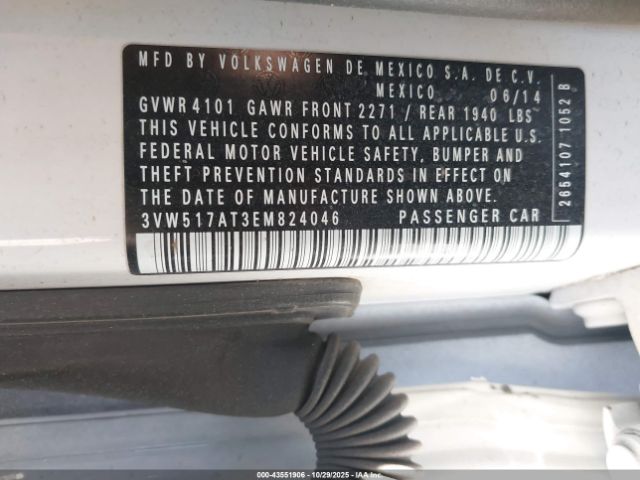 MFD BY VOLKSWAGEN DE MEXICO S.A. DE C.V.
MEXICO 06/14
GVWR 4101 GAWR FRONT 2271 / REAR 1940 LBS
THIS VEHICLE CONFORMS TO ALL APPLICABLE U.S.
FEDERAL MOTOR VEHICLE SAFETY, BUMPER AND
THEFT PREVENTION STANDARDS IN EFFECT ON
THE DATE OF MANUFACTURE SHOWN ABOVE.
3VW517AT3EM824046 PASSENGER CAR
2654107 1052 B
000-43551906 10/29/2025 IAAI.com